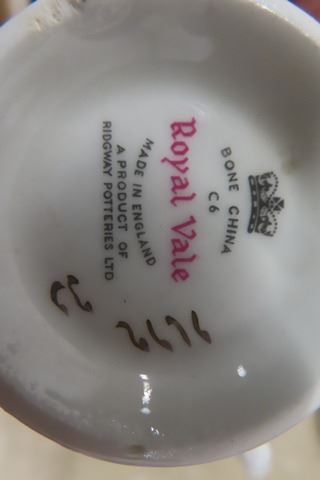 BONE CHINA
C6
Royal Vale
MADE IN ENGLAND
A PRODUCT OF
RIDGWAY POTTERIES LTD